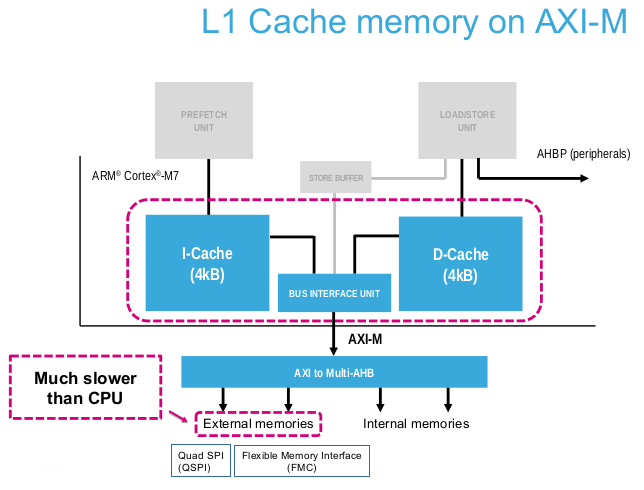 L1 Cache memory on AXI-M
PREFETCH
UNIT
LOAD/STORE
UNIT
AHBP (peripherals)
ARM® Cortex®-M7
STORE BUFFER
I-Cache
(4kB)
D-Cache
(4kB)
BUS INTERFACE UNIT
AXI-M
AXI to Multi-AHB
Much slower
than CPU
External memories
Internal memories
Quad SPI
(QSPI)
Flexible Memory Interface
(FMC)